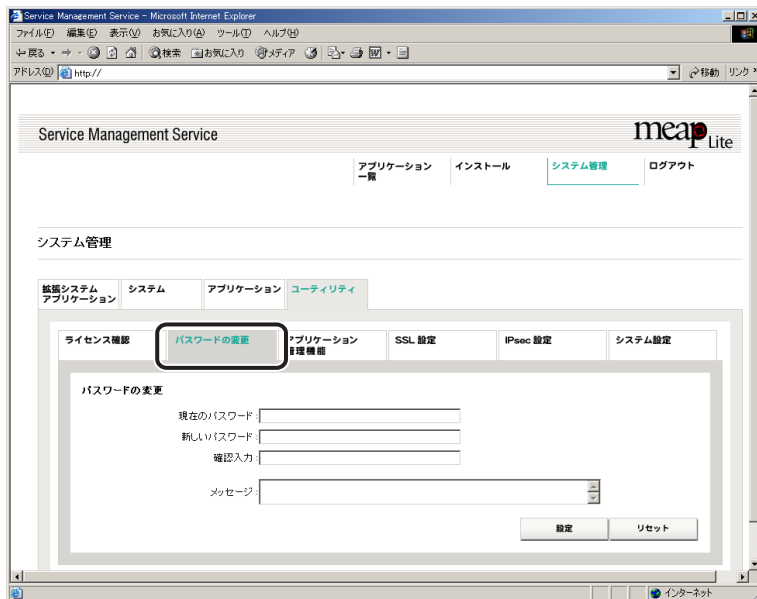 Service Management Service - Microsoft Internet Explorer
ファイル(F) 編集(E) 表示(V) お気に入り(A) ツール(T) ヘルプ(H)
戻る 検索 お気に入り メディア
アドレス(D) http:// 移動 リンク »
Service Management Service meap Lite
アプリケーション一覧 インストール システム管理 ログアウト
システム管理
拡張システムアプリケーション システム アプリケーション ユーティリティ
ライセンス確認 パスワードの変更 アプリケーション管理機能 SSL 設定 IPsec 設定 システム設定
パスワードの変更
現在のパスワード :
新しいパスワード :
確認入力 :
メッセージ :
設定 リセット
インターネット